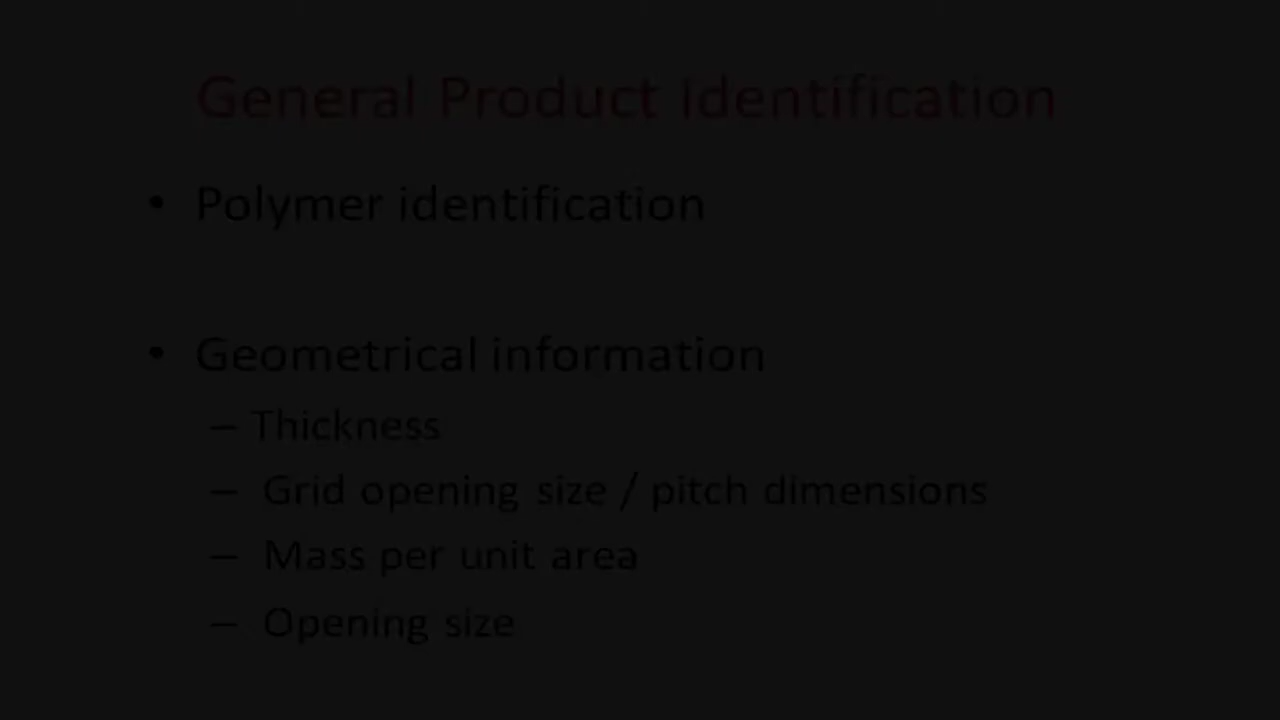 General Product Identification
• Polymer identification
• Geometrical information
– Thickness
– Grid opening size / pitch dimensions
– Mass per unit area
– Opening size